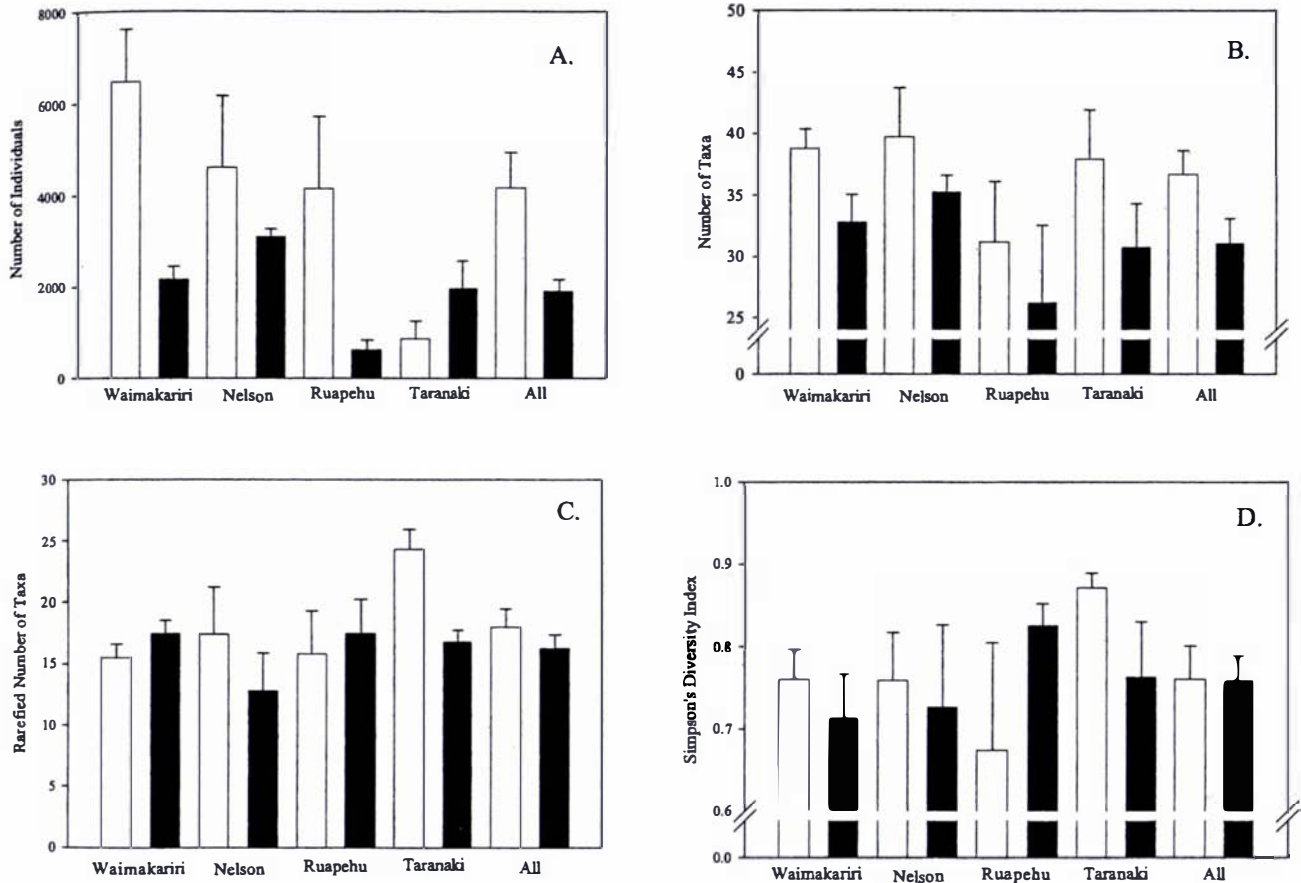 A.
Number of Individuals
8000
6000
4000
2000
0
Waimakariri Nelson Ruapehu Taranaki All
B.
Number of Taxa
50
45
40
35
30
25
0
Waimakariri Nelson Ruapehu Taranaki All
C.
Rarefied Number of Taxa
30
25
20
15
10
5
0
Waimakariri Nelson Ruapehu Taranaki All
D.
Simpson's Diversity Index
1.0
0.9
0.8
0.7
0.6
0.0
Waimakariri Nelson Ruapehu Taranaki All